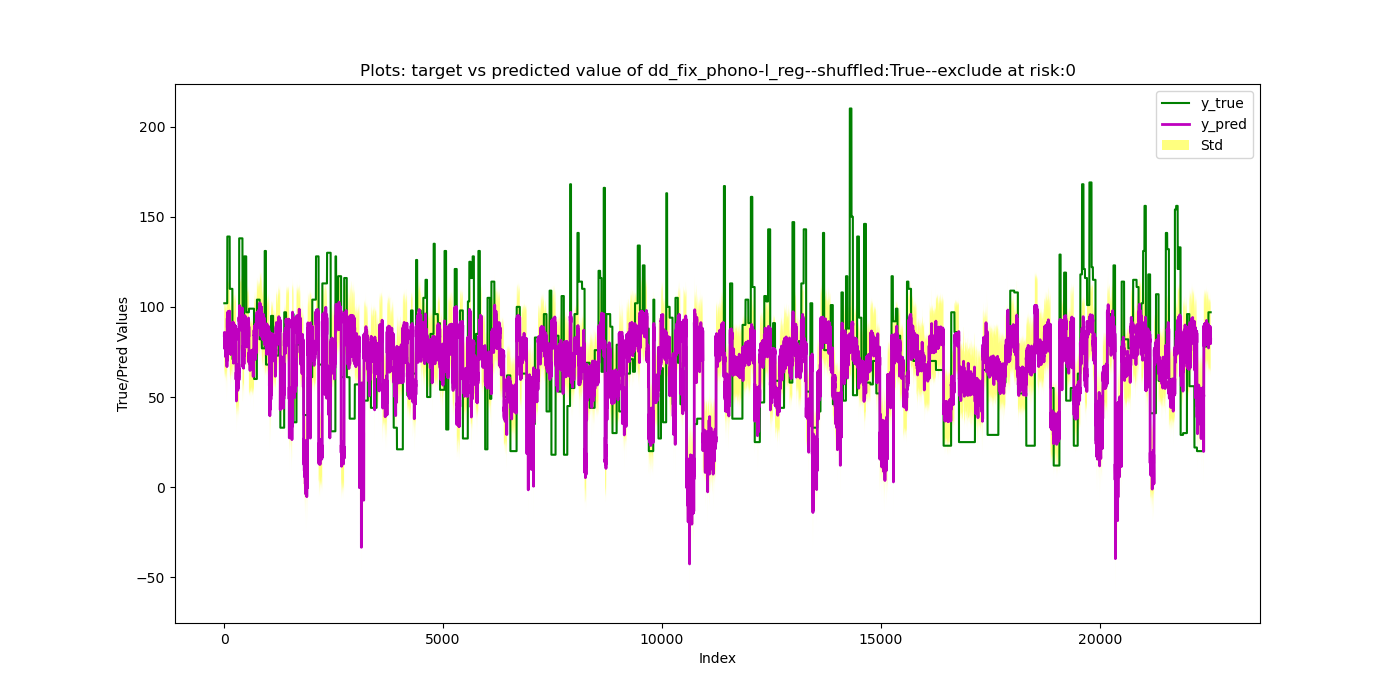 Plots: target vs predicted value of dd_fix_phono-l_reg--shuffled:True--exclude at risk:0
y_true
y_pred
Std
200
150
100
50
0
−50
True/Pred Values
0
5000
10000
15000
20000
Index